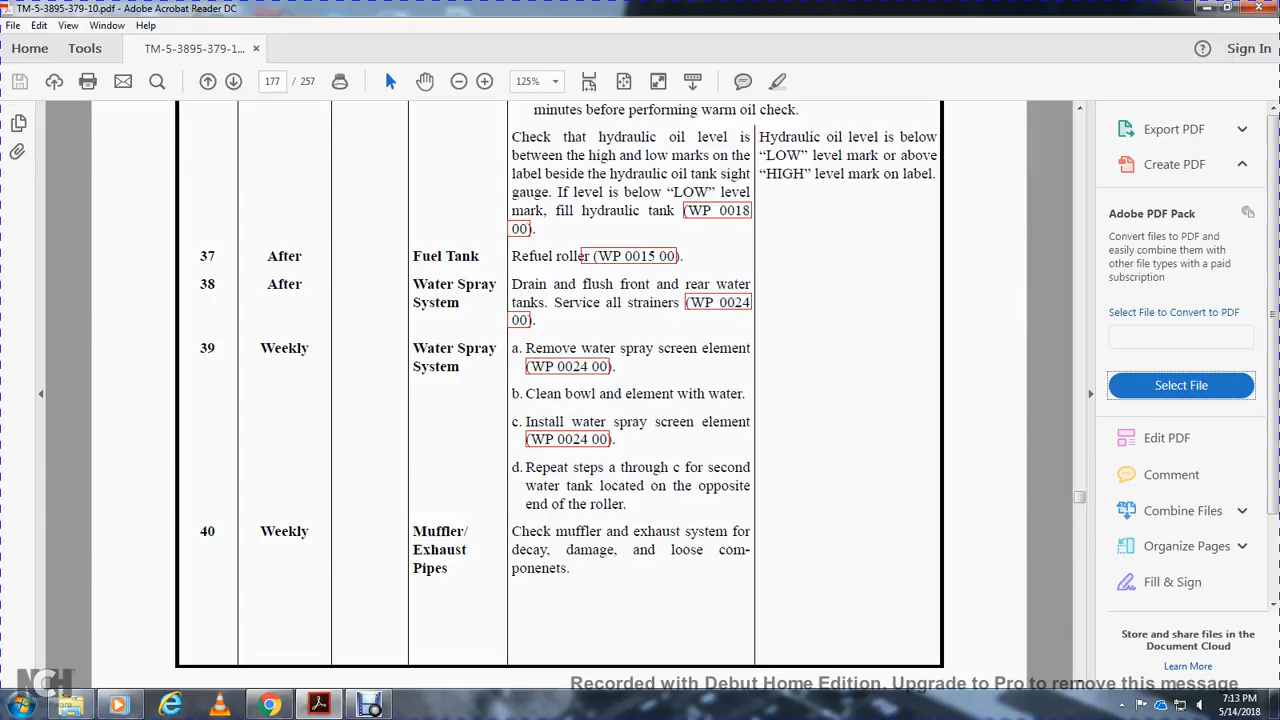 TM-5-3895-379-10.pdf - Adobe Acrobat Reader DC
File Edit View Window Help
Home Tools TM-5-3895-379-1... × Sign In
177 / 257 125%
minutes before performing warm oil check.
Check that hydraulic oil level is
between the high and low marks on the
label beside the hydraulic oil tank sight
gauge. If level is below “LOW” level
mark, fill hydraulic tank (WP 0018
00).
Hydraulic oil level is below
“LOW” level mark or above
“HIGH” level mark on label.
37 After Fuel Tank Refuel roller (WP 0015 00).
38 After Water Spray
System
Drain and flush front and rear water
tanks. Service all strainers (WP 0024
00).
39 Weekly Water Spray
System
a. Remove water spray screen element
(WP 0024 00).
b. Clean bowl and element with water.
c. Install water spray screen element
(WP 0024 00).
d. Repeat steps a through c for second
water tank located on the opposite
end of the roller.
40 Weekly Muffler/
Exhaust
Pipes
Check muffler and exhaust system for
decay, damage, and loose com-
ponenets.
Export PDF
Create PDF
Adobe PDF Pack
Convert files to PDF and
easily combine them with
other file types with a paid
subscription
Select File to Convert to PDF
Select File
Edit PDF
Comment
Combine Files
Organize Pages
Fill & Sign
Store and share files in the
Document Cloud
Learn More
NCH
Recorded with Debut Home Edition. Upgrade to Pro to remove this message
7:13 PM
5/14/2018